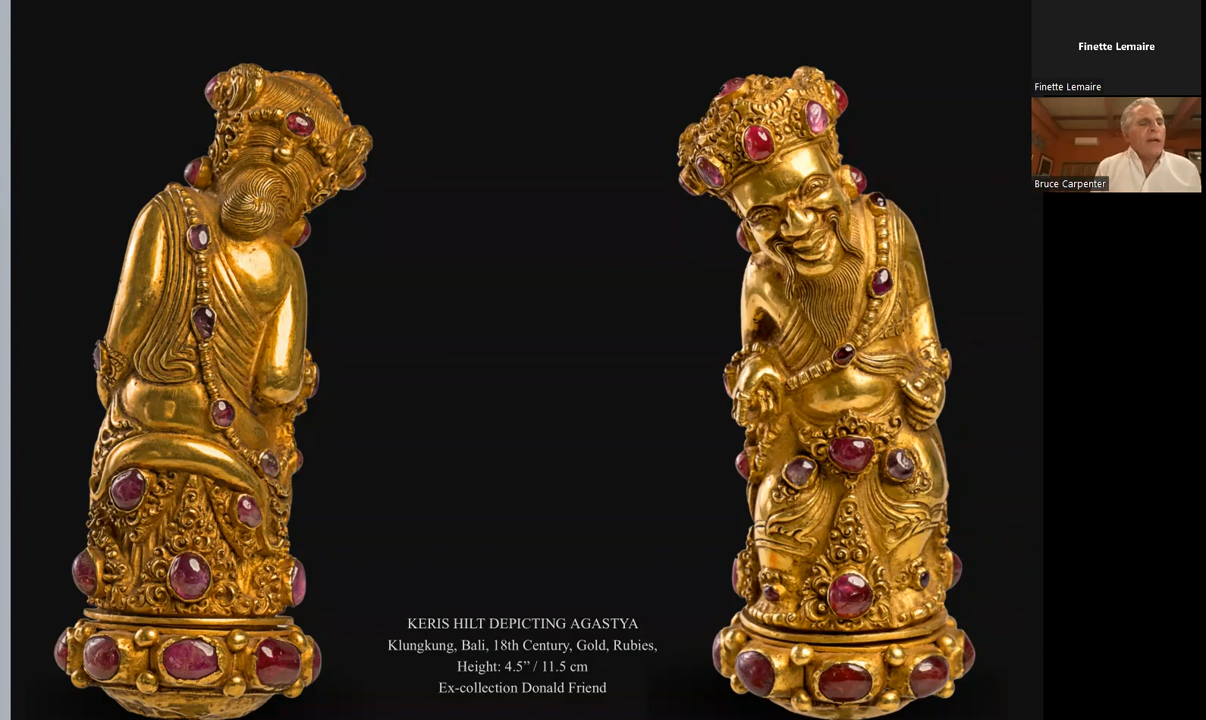 Finette Lemaire
Finette Lemaire
Bruce Carpenter
KERIS HILT DEPICTING AGASTYA
Klungkung, Bali, 18th Century, Gold, Rubies,
Height: 4.5” / 11.5 cm
Ex-collection Donald Friend